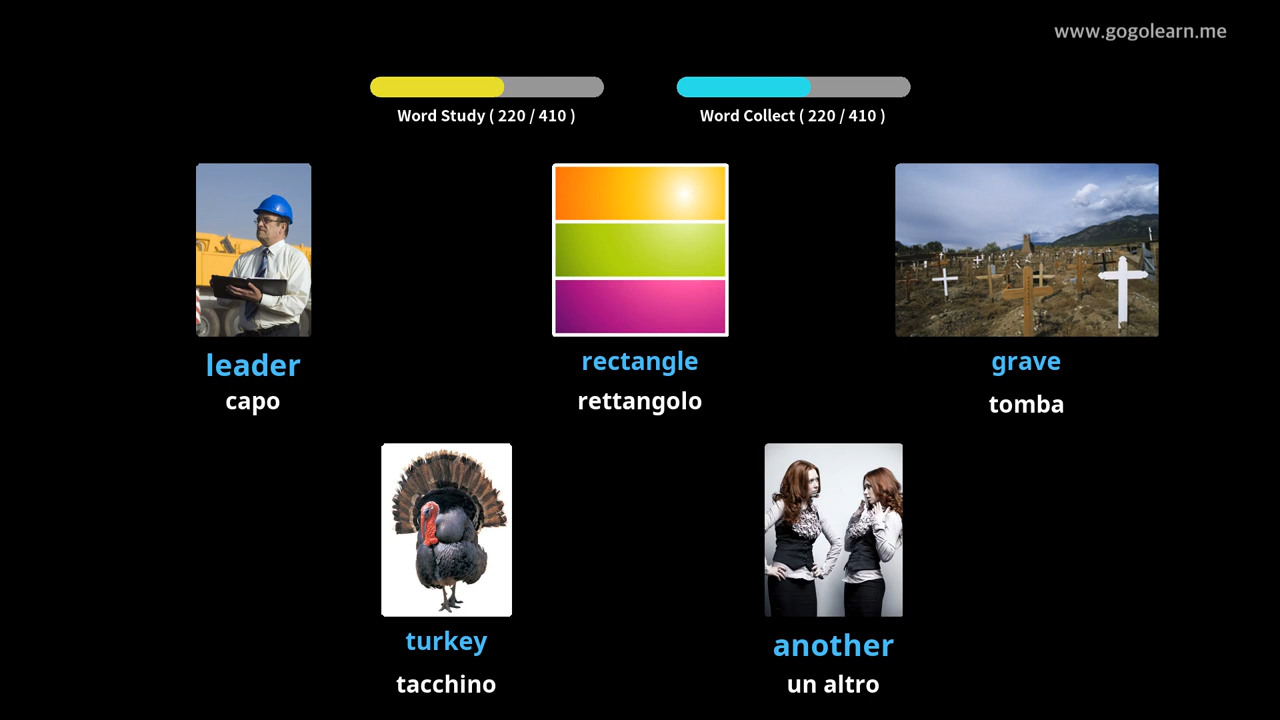 www.gogolearn.me
Word Study ( 220 / 410 )
Word Collect ( 220 / 410 )
leader
capo
rectangle
rettangolo
grave
tomba
turkey
tacchino
another
un altro